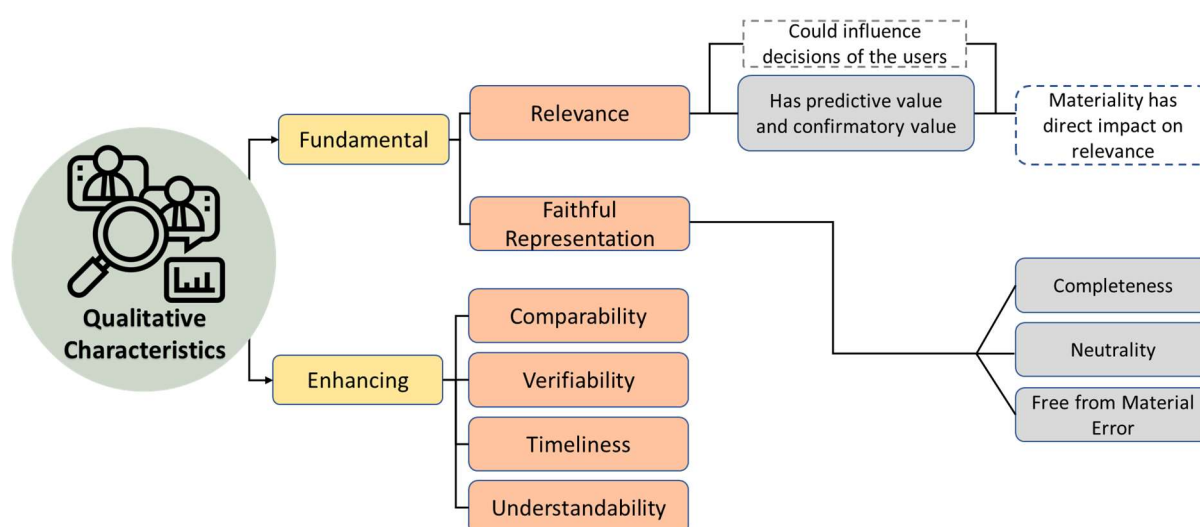 Qualitative
Characteristics
Fundamental
Enhancing
Relevance
Faithful
Representation
Comparability
Verifiability
Timeliness
Understandability
Could influence
decisions of the users
Has predictive value
and confirmatory value
Materiality has
direct impact on
relevance
Completeness
Neutrality
Free from Material
Error